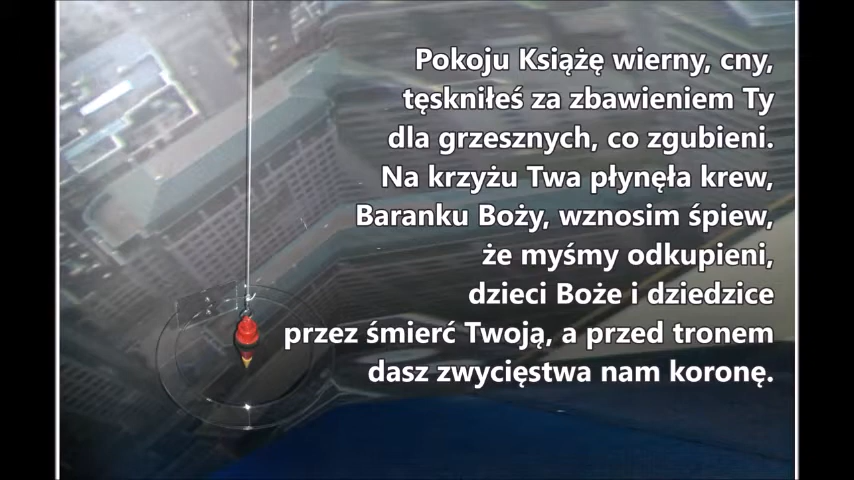 Pokoju Książę wierny, cny,
tęskniłeś za zbawieniem Ty
dla grzesznych, co zgubieni.
Na krzyżu Twa płynęła krew,
Baranku Boży, wznosim śpiew,
że myśmy odkupieni,
dzieci Boże i dziedzice
przez śmierć Twoją, a przed tronem
dasz zwycięstwa nam koronę.